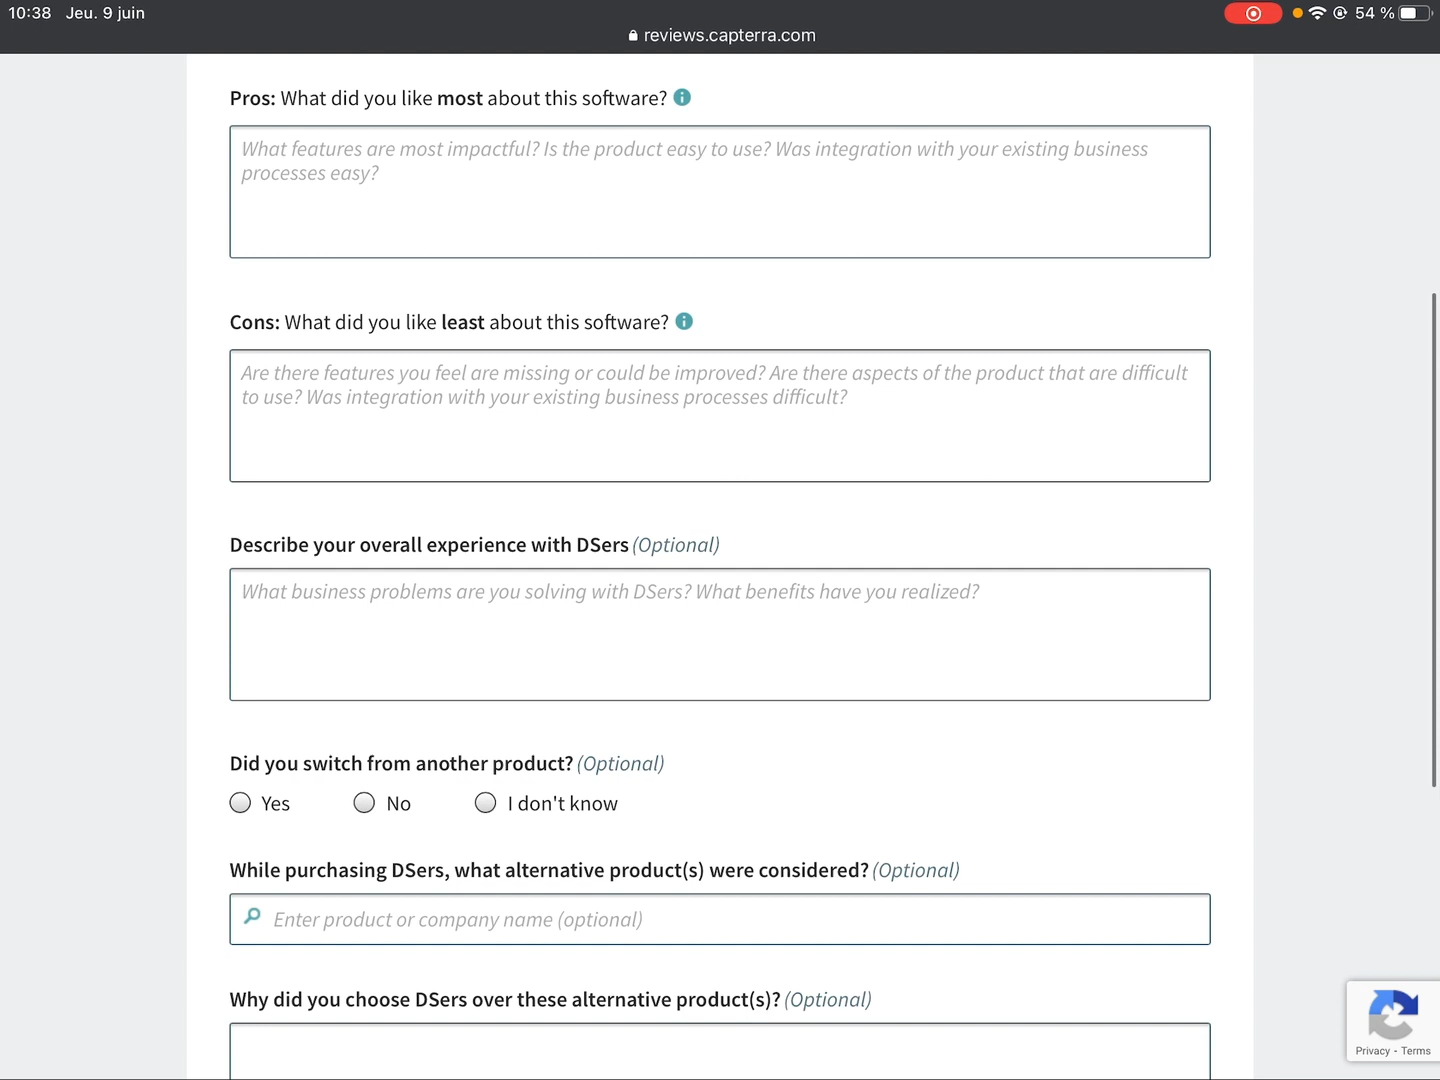 10:38 Jeu. 9 juin
54 %
reviews.capterra.com
Pros: What did you like most about this software?
What features are most impactful? Is the product easy to use? Was integration with your existing business
processes easy?
Cons: What did you like least about this software?
Are there features you feel are missing or could be improved? Are there aspects of the product that are difficult
to use? Was integration with your existing business processes difficult?
Describe your overall experience with DSers (Optional)
What business problems are you solving with DSers? What benefits have you realized?
Did you switch from another product? (Optional)
Yes No I don't know
While purchasing DSers, what alternative product(s) were considered? (Optional)
Enter product or company name (optional)
Why did you choose DSers over these alternative product(s)? (Optional)
Privacy - Terms